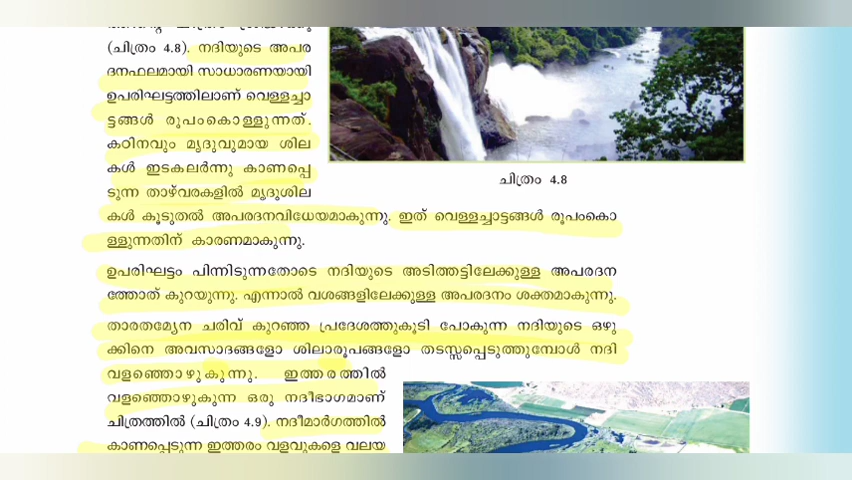 (ചിത്രം 4.8). നദിയുടെ അപര
ദനഫലമായി സാധാരണയായി
ഉപരിഘട്ടത്തിലാണ് വെള്ളച്ചാ
ട്ടങ്ങൾ രൂപംകൊള്ളുന്നത്.
കഠിനവും മൃദുവുമായ ശില
കൾ ഇടകലർന്നു കാണപ്പെ
ടുന്ന താഴ്വരകളിൽ മൃദുശില
ചിത്രം 4.8
കൾ കൂടുതൽ അപരദനവിധേയമാകുന്നു. ഇത് വെള്ളച്ചാട്ടങ്ങൾ രൂപംകൊ
ള്ളുന്നതിന് കാരണമാകുന്നു.
ഉപരിഘട്ടം പിന്നിടുന്നതോടെ നദിയുടെ അടിത്തട്ടിലേക്കുള്ള അപരദന
ത്തോത് കുറയുന്നു. എന്നാൽ വശങ്ങളിലേക്കുള്ള അപരദനം ശക്തമാകുന്നു.
താരതമ്യേന ചരിവ് കുറഞ്ഞ പ്രദേശത്തുകൂടി പോകുന്ന നദിയുടെ ഒഴു
ക്കിനെ അവസാദങ്ങളോ ശിലാരൂപങ്ങളോ തടസ്സപ്പെടുത്തുമ്പോൾ നദി
വളഞ്ഞൊഴുകുന്നു. ഇത്തരത്തിൽ
വളഞ്ഞൊഴുകുന്ന ഒരു നദീഭാഗമാണ്
ചിത്രത്തിൽ (ചിത്രം 4.9). നദീമാർഗത്തിൽ
കാണപ്പെടുന്ന ഇത്തരം വളവുകളെ വലയ